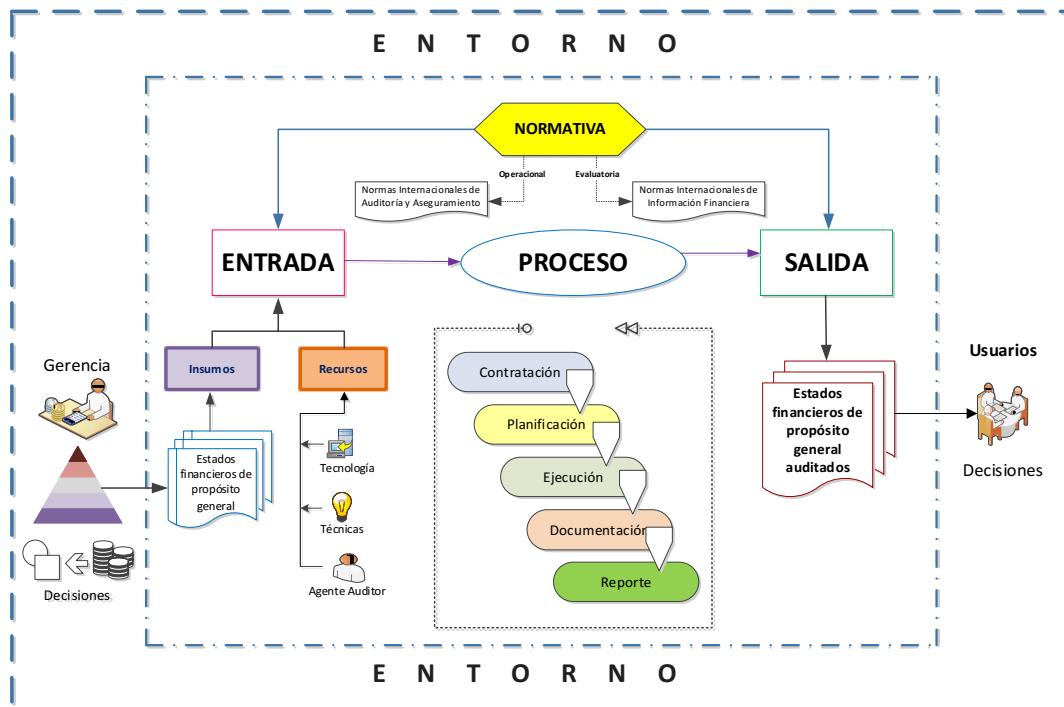 E N T O R N O
NORMATIVA
Operacional
Evaluatoria
Normas Internacionales de
Auditoría y Aseguramiento
Normas Internacionales de
Información Financiera
ENTRADA
PROCESO
SALIDA
Insumos
Recursos
Gerencia
Decisiones
Estados
financieros de
propósito
general
Tecnología
Técnicas
Agente Auditor
Contratación
Planificación
Ejecución
Documentación
Reporte
Estados
financieros de
propósito
general
auditados
Usuarios
Decisiones
E N T O R N O